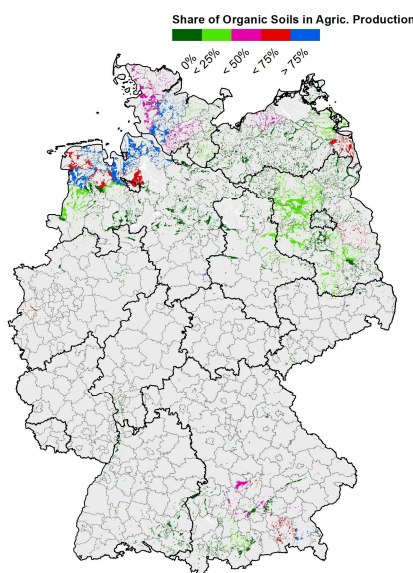 Share of Organic Soils in Agric. Production
0% < 25% < 50% < 75% > 75%